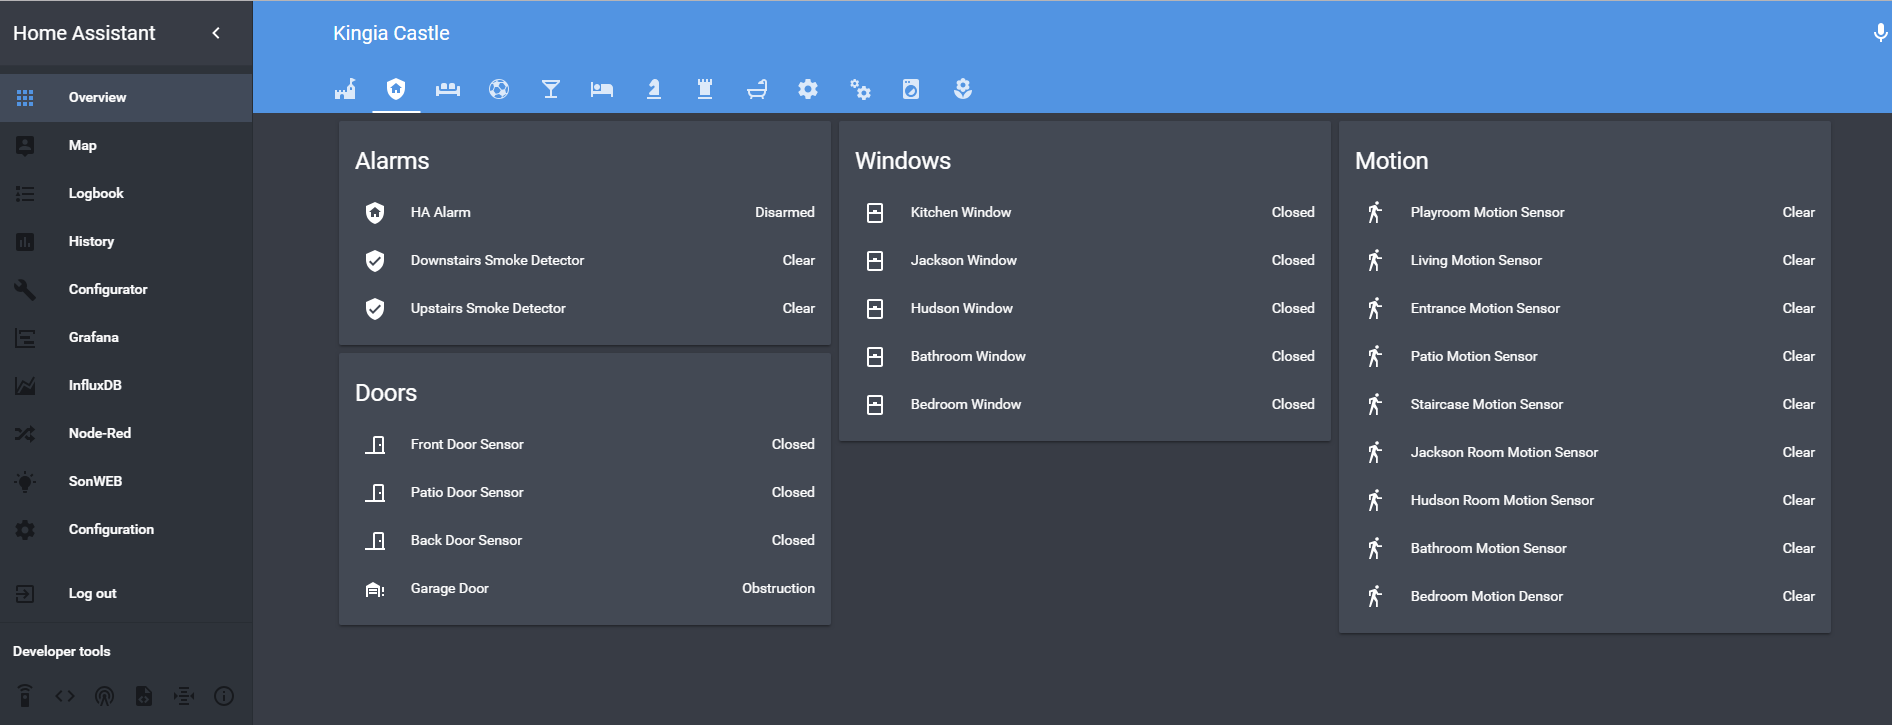 Home Assistant
Overview
Map
Logbook
History
Configurator
Grafana
InfluxDB
Node-Red
SonWEB
Configuration
Log out
Developer tools
Kingia Castle
Alarms
HA Alarm Disarmed
Downstairs Smoke Detector Clear
Upstairs Smoke Detector Clear
Doors
Front Door Sensor Closed
Patio Door Sensor Closed
Back Door Sensor Closed
Garage Door Obstruction
Windows
Kitchen Window Closed
Jackson Window Closed
Hudson Window Closed
Bathroom Window Closed
Bedroom Window Closed
Motion
Playroom Motion Sensor Clear
Living Motion Sensor Clear
Entrance Motion Sensor Clear
Patio Motion Sensor Clear
Staircase Motion Sensor Clear
Jackson Room Motion Sensor Clear
Hudson Room Motion Sensor Clear
Bathroom Motion Sensor Clear
Bedroom Motion Densor Clear